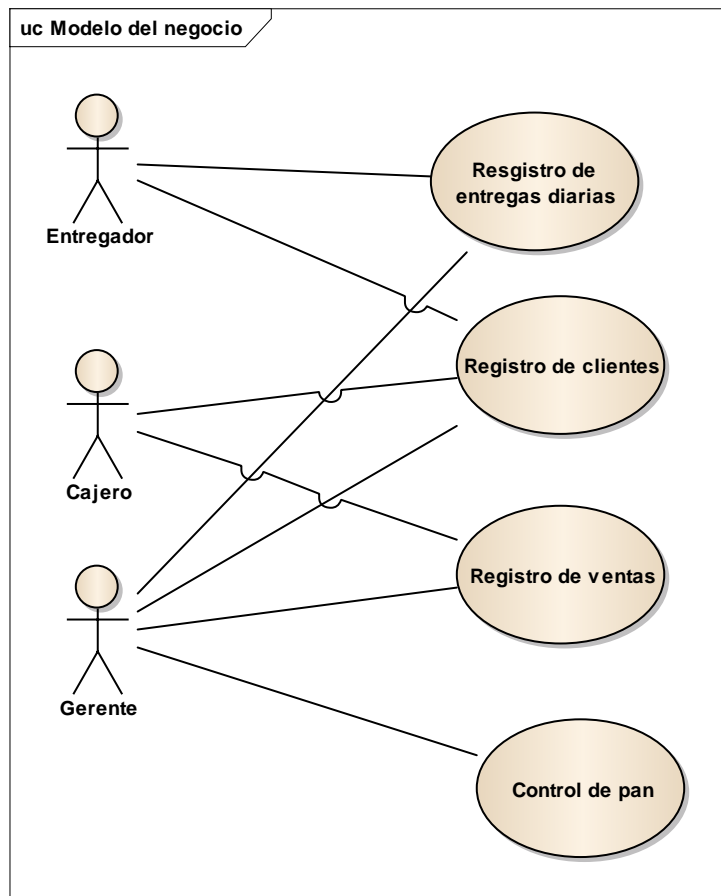 uc Modelo del negocio
Entregador
Resgistro de
entregas diarias
Registro de clientes
Cajero
Registro de ventas
Gerente
Control de pan